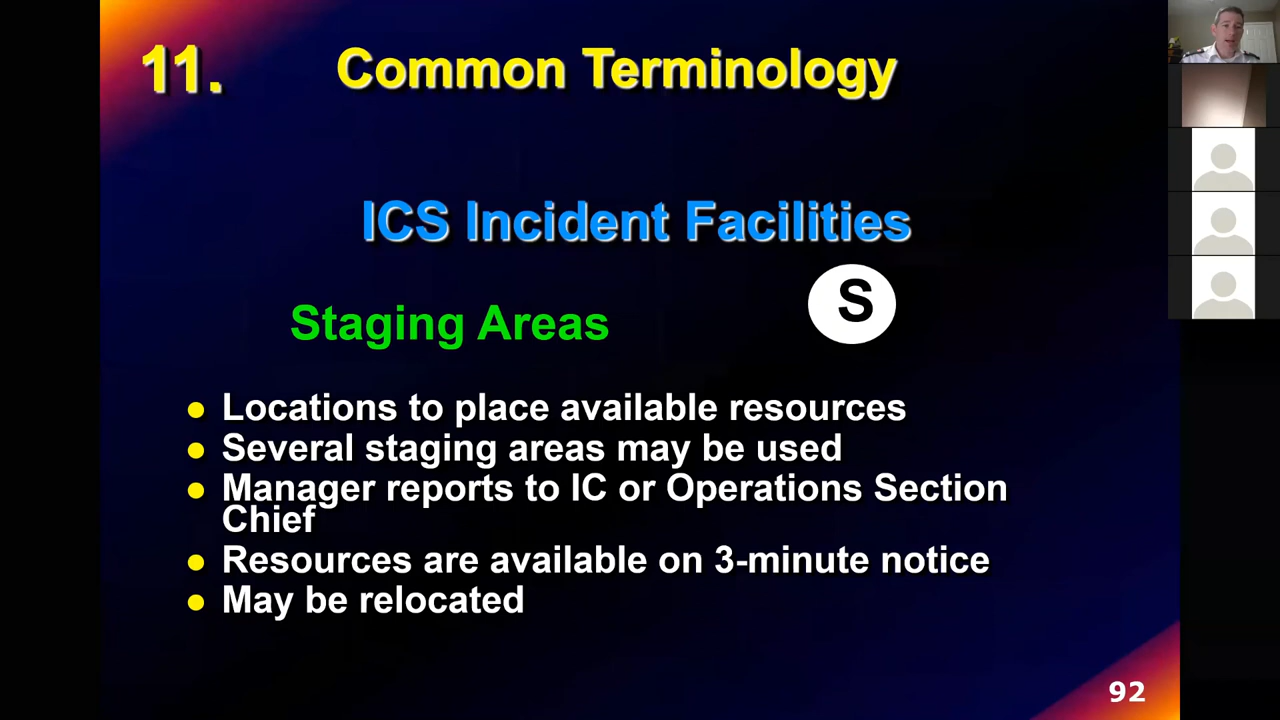 11. Common Terminology
ICS Incident Facilities
S
Staging Areas
Locations to place available resources
Several staging areas may be used
Manager reports to IC or Operations Section
Chief
Resources are available on 3-minute notice
May be relocated
92